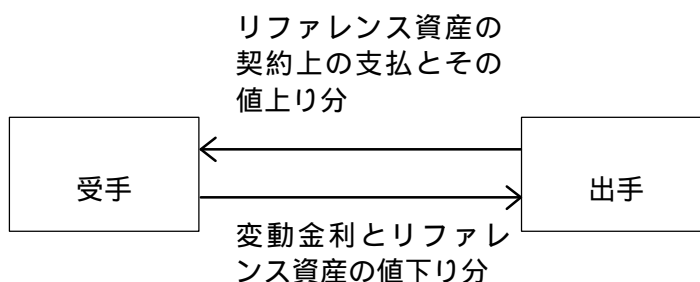 リファレンス資産の
契約上の支払とその
値上り分
受手
出手
変動金利とリファレ
ンス資産の値下り分